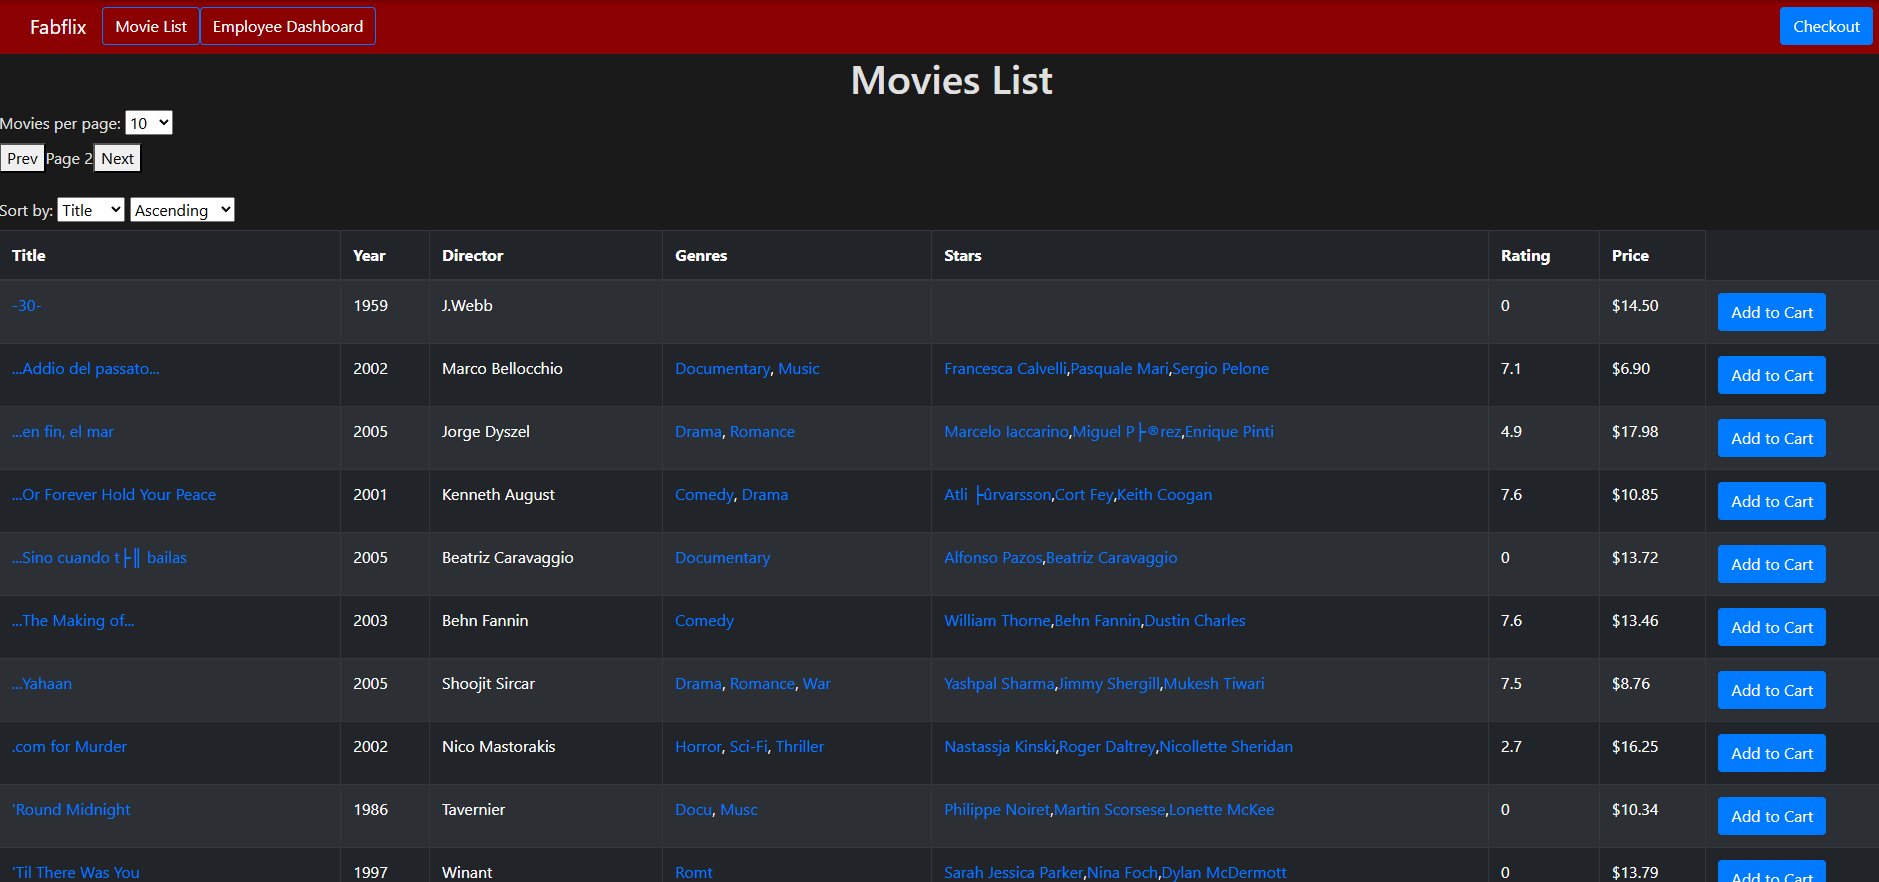 Fabflix Movie List Employee Dashboard Checkout
Movies List
Movies per page: 10
Prev Page 2 Next
Sort by: Title Ascending
Title Year Director Genres Stars Rating Price
-30- 1959 J.Webb 0 $14.50 Add to Cart
...Addio del passato... 2002 Marco Bellocchio Documentary, Music Francesca Calvelli,Pasquale Mari,Sergio Pelone 7.1 $6.90 Add to Cart
...en fin, el mar 2005 Jorge Dyszel Drama, Romance Marcelo Iaccarino,Miguel P├®rez,Enrique Pinti 4.9 $17.98 Add to Cart
...Or Forever Hold Your Peace 2001 Kenneth August Comedy, Drama Atli ├ûrvarsson,Cort Fey,Keith Coogan 7.6 $10.85 Add to Cart
...Sino cuando t├║ bailas 2005 Beatriz Caravaggio Documentary Alfonso Pazos,Beatriz Caravaggio 0 $13.72 Add to Cart
...The Making of... 2003 Behn Fannin Comedy William Thorne,Behn Fannin,Dustin Charles 7.6 $13.46 Add to Cart
...Yahaan 2005 Shoojit Sircar Drama, Romance, War Yashpal Sharma,Jimmy Shergill,Mukesh Tiwari 7.5 $8.76 Add to Cart
.com for Murder 2002 Nico Mastorakis Horror, Sci-Fi, Thriller Nastassja Kinski,Roger Daltrey,Nicollette Sheridan 2.7 $16.25 Add to Cart
'Round Midnight 1986 Tavernier Docu, Musc Philippe Noiret,Martin Scorsese,Lonette McKee 0 $10.34 Add to Cart
'Til There Was You 1997 Winant Romt Sarah Jessica Parker,Nina Foch,Dylan McDermott 0 $13.79 Add to Cart